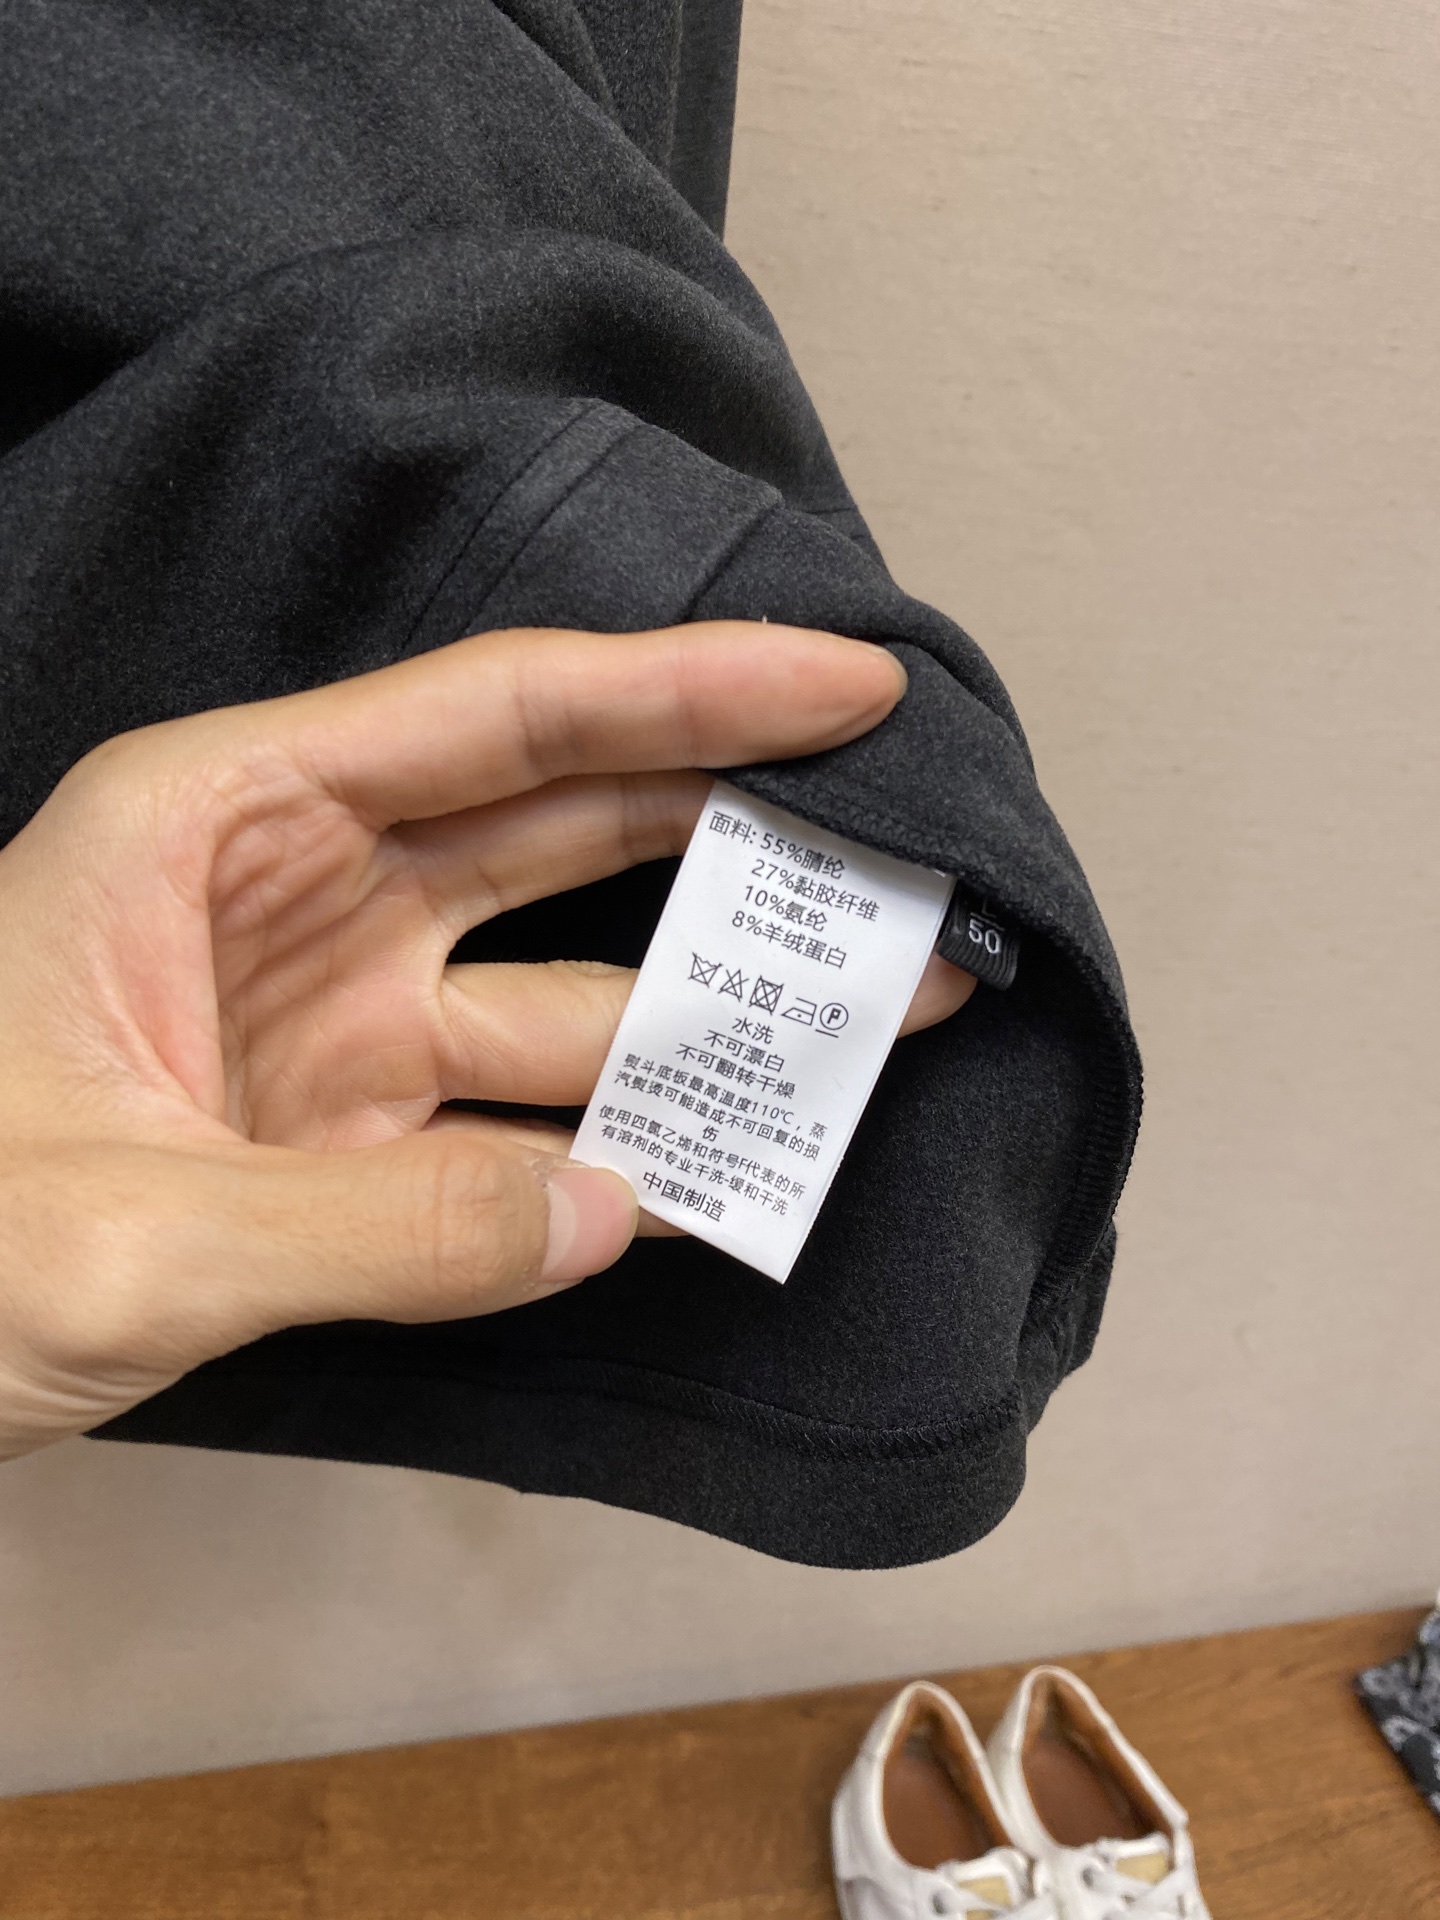 面料: 55%腈纶
27%黏胶纤维
10%氨纶
8%羊绒蛋白
P
水洗
不可漂白
不可翻转干燥
熨斗底板最高温度110℃，蒸
汽熨烫可能造成不可回复的损
伤
使用四氯乙烯和符号F代表的所
有溶剂的专业干洗-缓和干洗
中国制造
50